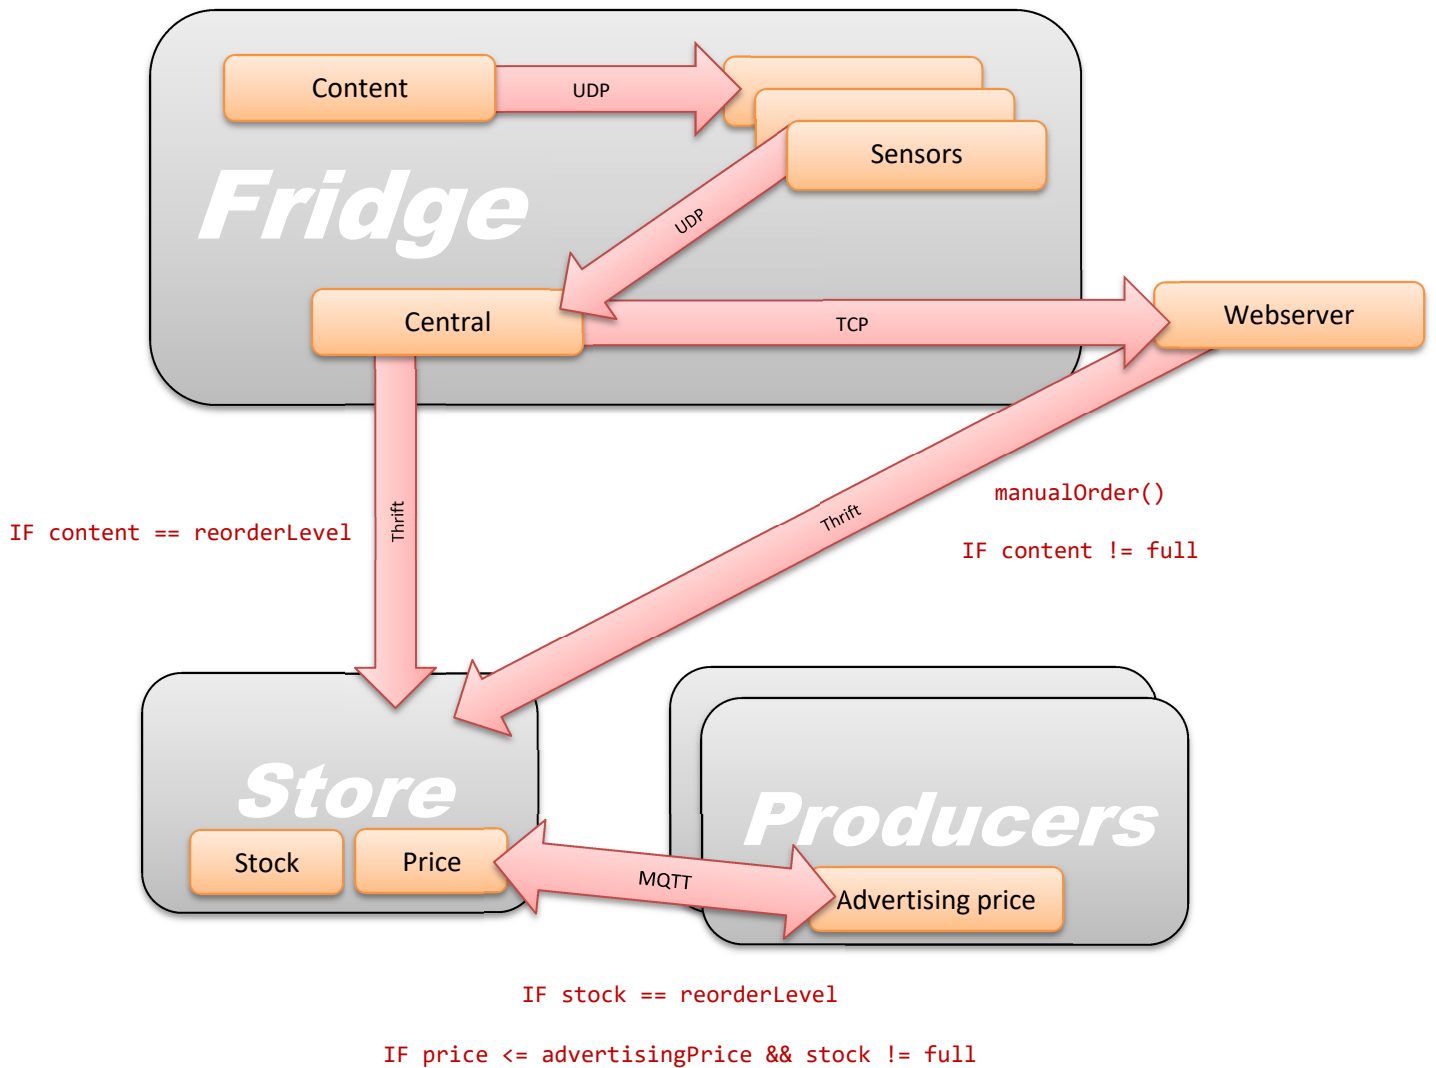 Content
UDP
Sensors
Fridge
UDP
Central
TCP
Webserver
manualOrder()
Thrift
Thrift
IF content == reorderLevel
IF content != full
Store
Producers
Stock
Price
MQTT
Advertising price
IF stock == reorderLevel
IF price <= advertisingPrice && stock != full